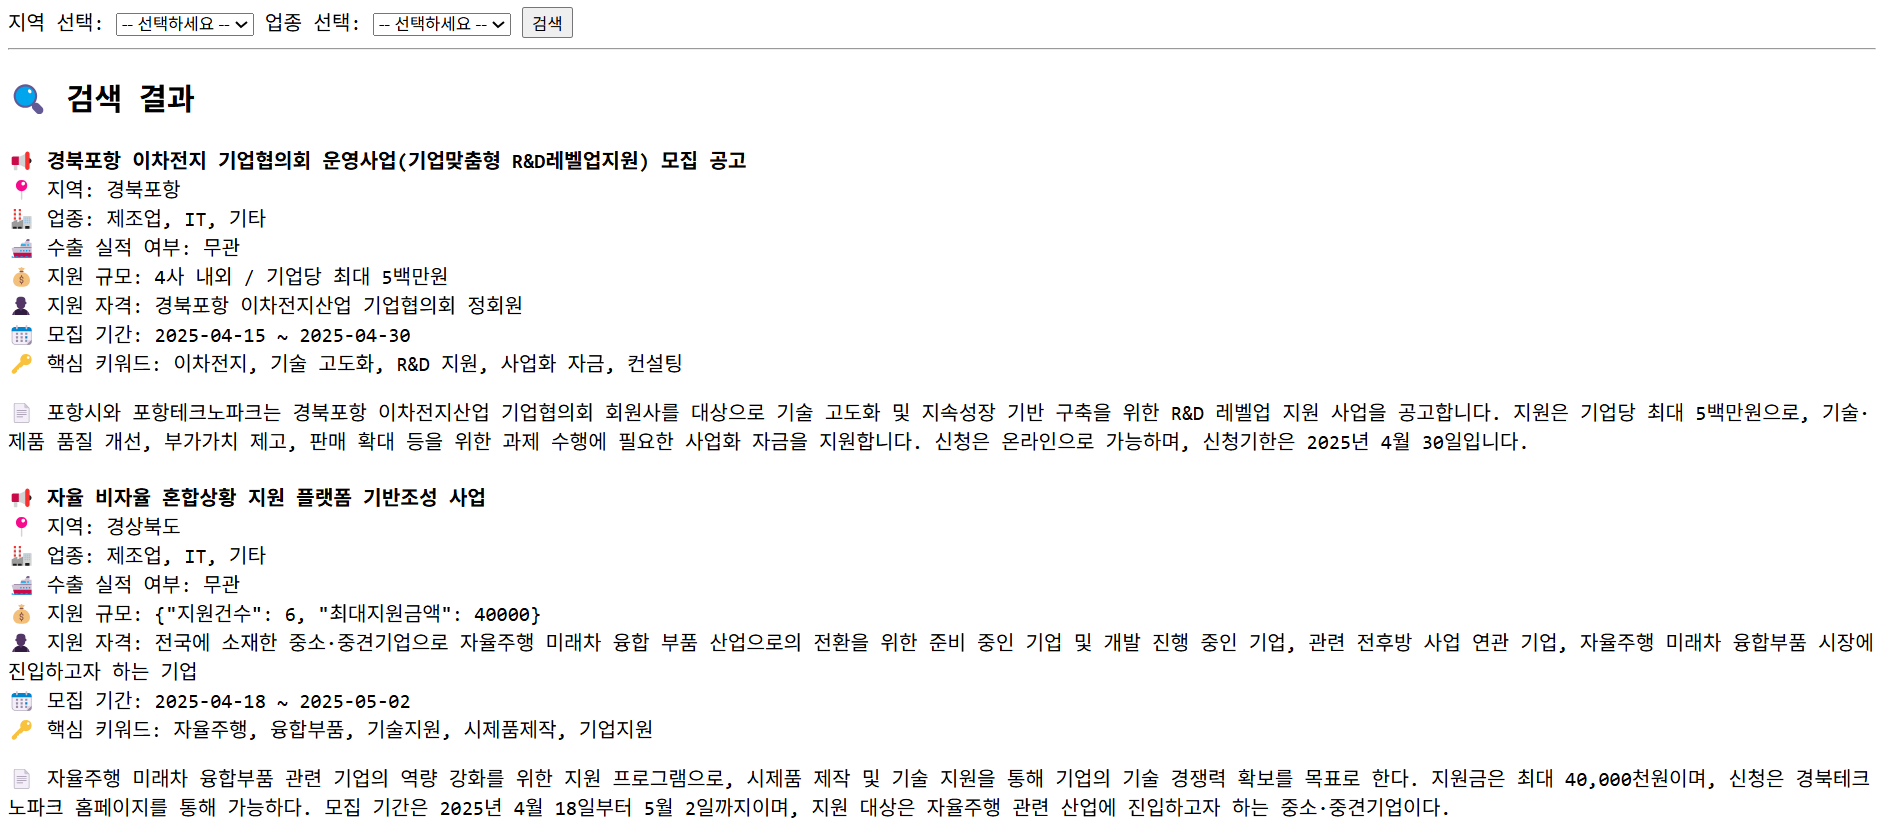 지역 선택: -- 선택하세요 -- 업종 선택: -- 선택하세요 -- 검색
검색 결과
경북포항 이차전지 기업협의회 운영사업(기업맞춤형 R&D레벨업지원) 모집 공고
지역: 경북포항
업종: 제조업, IT, 기타
수출 실적 여부: 무관
지원 규모: 4사 내외 / 기업당 최대 5백만원
지원 자격: 경북포항 이차전지산업 기업협의회 정회원
모집 기간: 2025-04-15 ~ 2025-04-30
핵심 키워드: 이차전지, 기술 고도화, R&D 지원, 사업화 자금, 컨설팅
포항시와 포항테크노파크는 경북포항 이차전지산업 기업협의회 회원사를 대상으로 기술 고도화 및 지속성장 기반 구축을 위한 R&D 레벨업 지원 사업을 공고합니다. 지원은 기업당 최대 5백만원으로, 기술·
제품 품질 개선, 부가가치 제고, 판매 확대 등을 위한 과제 수행에 필요한 사업화 자금을 지원합니다. 신청은 온라인으로 가능하며, 신청기한은 2025년 4월 30일입니다.
자율 비자율 혼합상황 지원 플랫폼 기반조성 사업
지역: 경상북도
업종: 제조업, IT, 기타
수출 실적 여부: 무관
지원 규모: {"지원건수": 6, "최대지원금액": 40000}
지원 자격: 전국에 소재한 중소·중견기업으로 자율주행 미래차 융합 부품 산업으로의 전환을 위한 준비 중인 기업 및 개발 진행 중인 기업, 관련 전후방 사업 연관 기업, 자율주행 미래차 융합부품 시장에
진입하고자 하는 기업
모집 기간: 2025-04-18 ~ 2025-05-02
핵심 키워드: 자율주행, 융합부품, 기술지원, 시제품제작, 기업지원
자율주행 미래차 융합부품 관련 기업의 역량 강화를 위한 지원 프로그램으로, 시제품 제작 및 기술 지원을 통해 기업의 기술 경쟁력 확보를 목표로 한다. 지원금은 최대 40,000천원이며, 신청은 경북테크
노파크 홈페이지를 통해 가능하다. 모집 기간은 2025년 4월 18일부터 5월 2일까지이며, 지원 대상은 자율주행 관련 산업에 진입하고자 하는 중소·중견기업이다.